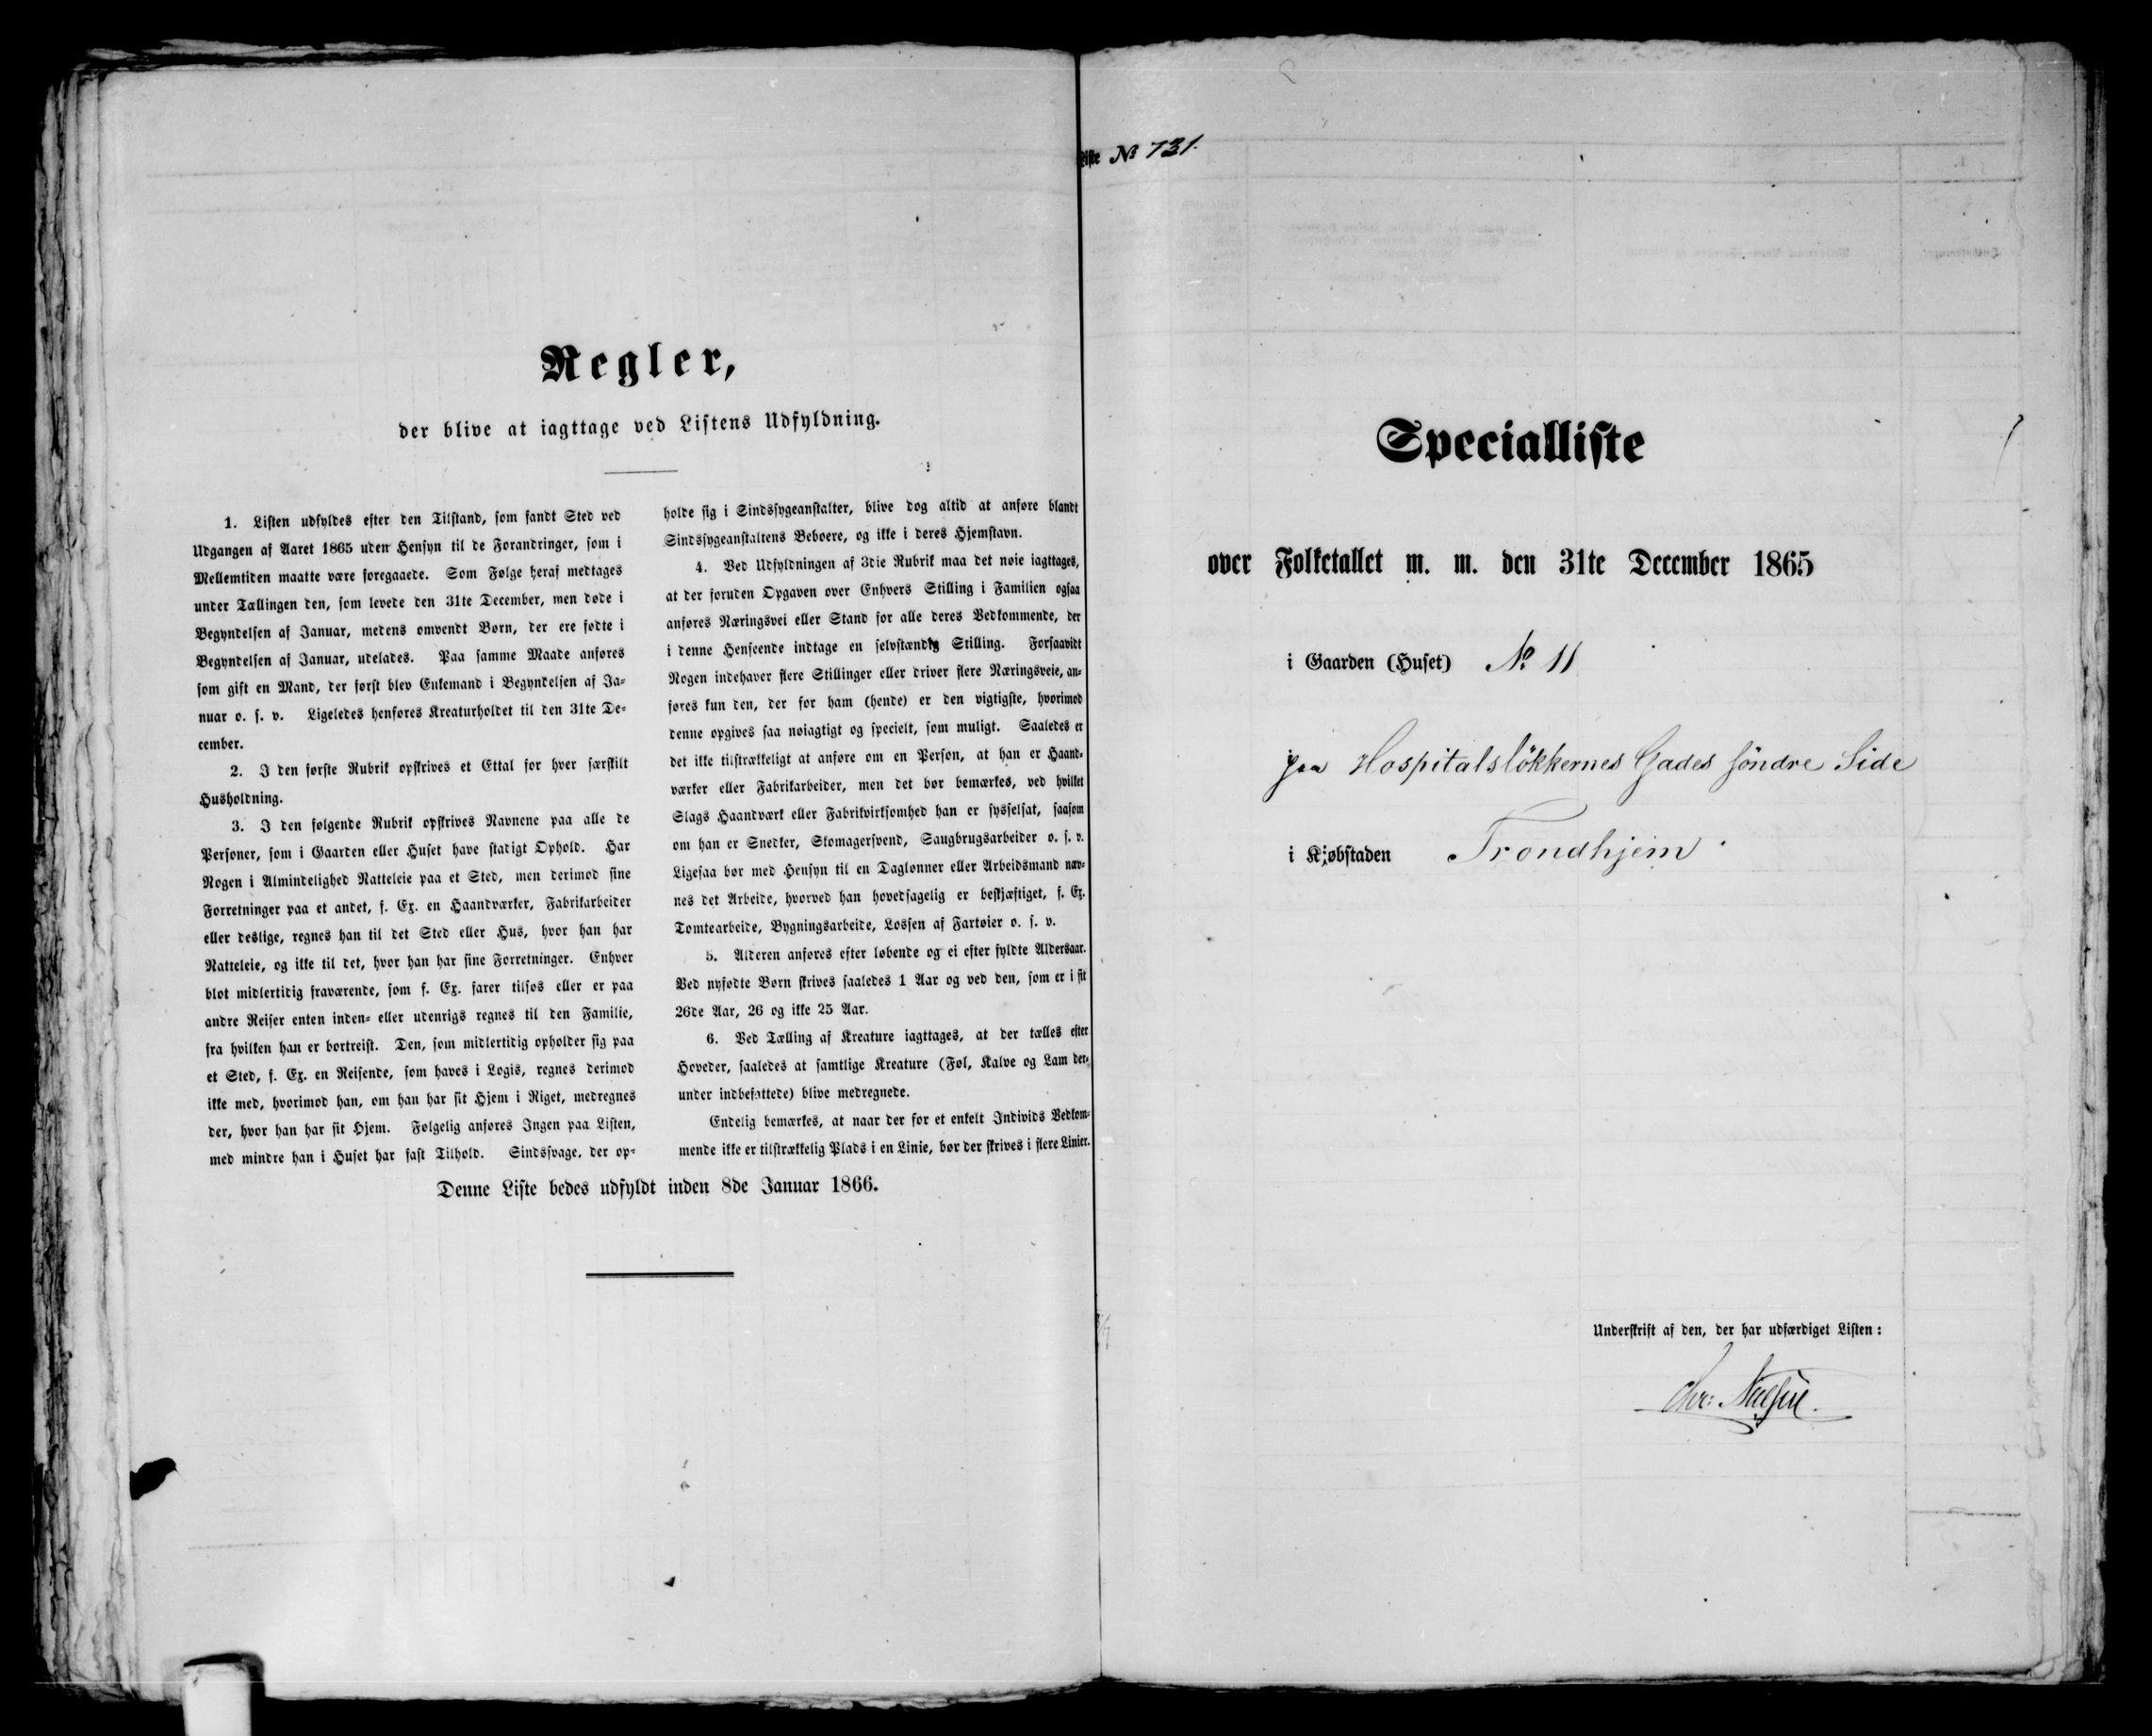 Regler,
der blive at iagttage ved Listens Udfyldning.
1. Listen udfyldes efter den Tilstand, som fandt Sted ved
Udgangen af Aaret 1865 uden Hensyn til de Forandringer, som i
Mellemtiden maatte være foregaaede. Som Følge heraf medtages
under Tællingen den, som levede den 31te December, men døde i
Begyndelsen af Januar, medens omvendt Børn, der ere fødte i
Begyndelsen af Januar, udelades. Paa samme Maade anføres
som gift en Mand, der først blev Enkemand i Begyndelsen af Ja-
nuar o. s. v. Ligeledes henføres Kreaturholdet til den 31te De-
cember.
2. I den første Rubrik opskrives et Ettal for hver særskilt
Husholdning.
3. I den følgende Rubrik opskrives Navnene paa alle de
Personer, som i Gaarden eller Huset have stadigt Ophold. Har
Nogen i Almindelighed Natteleie paa et Sted, men derimod sine
Forretninger paa et andet, f. Ex. en Haandværker, Fabrikarbeider
eller deslige, regnes han til det Sted eller Hus, hvor han har
Natteleie, og ikke til det, hvor han har sine Forretninger. Enhver
blot midlertidig fraværende, som f. Ex. farer tilsøs eller er paa
andre Reiser enten inden- eller udenrigs regnes til den Familie,
fra hvilken han er bortreist. Den, som midlertidig opholder sig paa
et Sted, f. Ex. en Reisende, som haves i Logis, regnes derimod
ikke med, hvorimod han, om han har sit Hjem i Riget, medregnes
der, hvor han har sit Hjem. Følgelig anføres Ingen paa Listen,
med mindre han i Huset har fast Tilhold. Sindssvage, der op-
holde sig i Sindssygeanstalter, blive dog altid at anføre blandt
Sindssygeanstaltens Beboere, og ikke i deres Hjemstavn.
4. Ved Udfyldningen af 3die Rubrik maa det nøie iagttages,
at der foruden Opgaven over Enhvers Stilling i Familien ogsaa
anføres Næringsvei eller Stand for alle deres Vedkommende, der
i denne Henseende indtage en selvstændig Stilling. Forsaavidt
Nogen indehaver flere Stillinger eller driver flere Næringsveie, an-
føres kun den, der for ham (hende) er den vigtigste, hvorimod
denne opgives saa nøiagtigt og specielt, som muligt. Saaledes er
det ikke tilstrækkeligt at anføre om en Person, at han er Haand-
værker eller Fabrikarbeider, men det bør bemærkes, ved hvilket
Slags Haandværk eller Fabrikvirksomhed han er sysselsat, saasom
om han er Snedker, Skomagersvend, Saugbrugsarbeider o. s. v.
Ligesaa bør med Hensyn til en Daglønner eller Arbeidsmand næv-
nes det Arbeide, hvorved han hovedsagelig er beskjæftiget, f. Ex.
Tomtearbeide, Bygningsarbeide, Lossen af Fartøier o. s. v.
5. Alderen anføres efter løbende og ei efter fyldte Aldersaar.
Ved nyfødte Børn skrives saaledes 1 Aar og ved den, som er i sit
26de Aar, 26 og ikke 25 Aar.
6. Ved Tælling af Kreature iagttages, at der tælles efter
Hoveder, saaledes at samtlige Kreature (Føl, Kalve og Lam der-
under indbefattede) blive medregnede.
Endelig bemærkes, at naar der for et enkelt Individs Vedkom-
mende ikke er tilstrækkelig Plads i en Linie, bør der skrives i flere Linier.
Denne Liste bedes udfyldt inden 8de Januar 1866.
Liste № 731.
Specialliste
over Folketallet m. m. den 31te December 1865
i Gaarden (Huset) № 11
paa Hospitalsløkkernes Gades søndre Side
i Kjøbstaden Trondhjem
Underskrift af den, der har udfærdiget Listen: